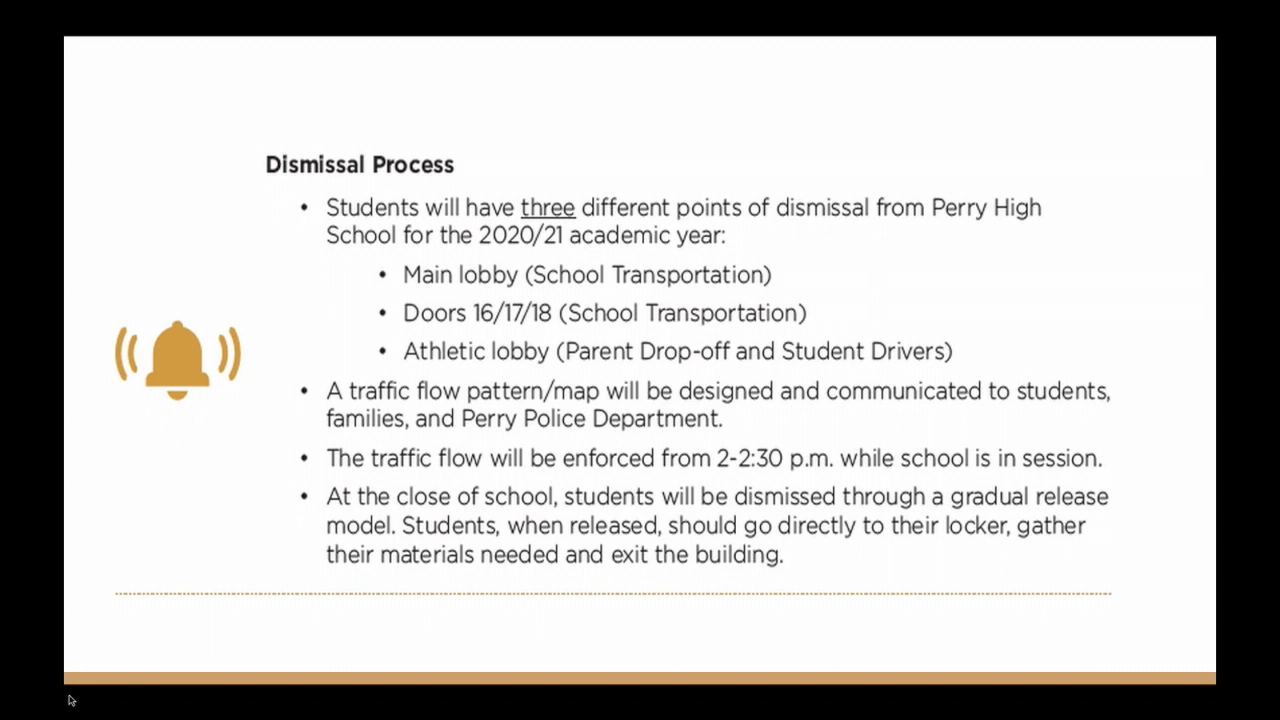 Dismissal Process
• Students will have three different points of dismissal from Perry High
School for the 2020/21 academic year:
• Main lobby (School Transportation)
• Doors 16/17/18 (School Transportation)
• Athletic lobby (Parent Drop-off and Student Drivers)
• A traffic flow pattern/map will be designed and communicated to students,
families, and Perry Police Department.
• The traffic flow will be enforced from 2-2:30 p.m. while school is in session.
• At the close of school, students will be dismissed through a gradual release
model. Students, when released, should go directly to their locker, gather
their materials needed and exit the building.